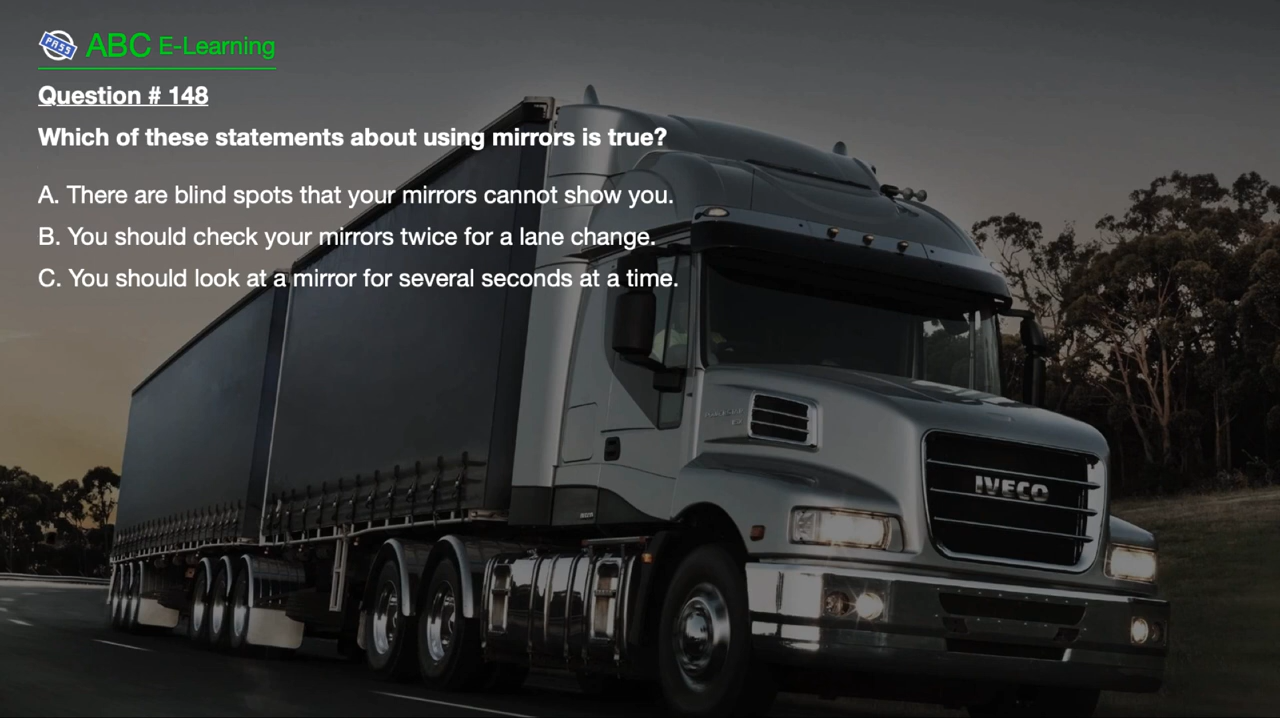 PASS
ABC E-Learning
Question # 148
Which of these statements about using mirrors is true?
A. There are blind spots that your mirrors cannot show you.
B. You should check your mirrors twice for a lane change.
C. You should look at a mirror for several seconds at a time.
IVECO